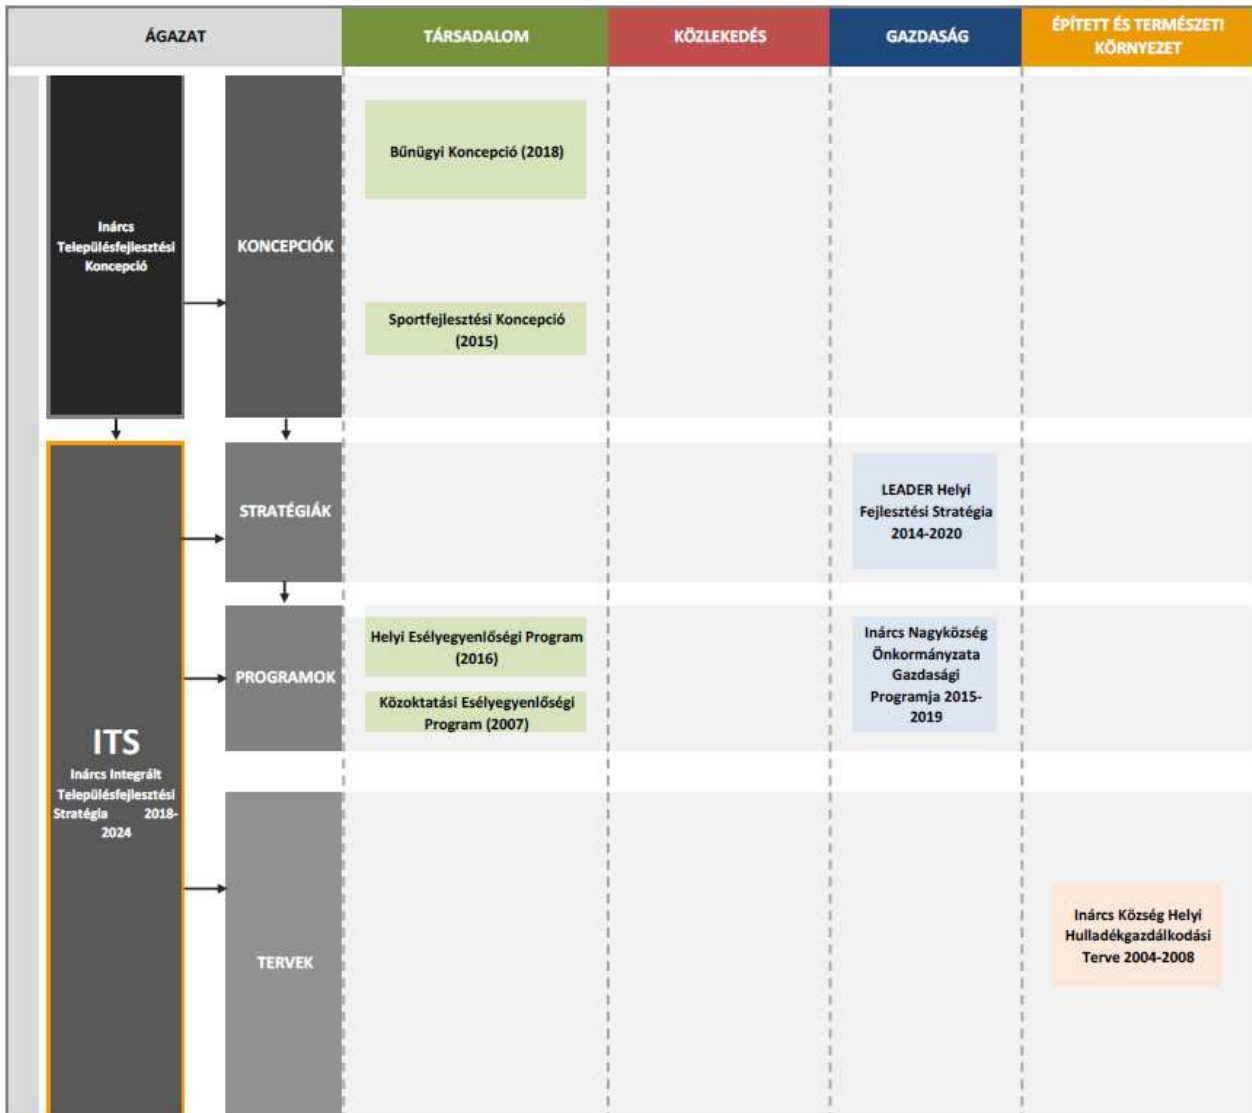 ÁGAZAT
TÁRSADALOM
KÖZLEKEDÉS
GAZDASÁG
ÉPÍTETT ÉS TERMÉSZETI
KÖRNYEZET
Inárcs
Településfejlesztési
Koncepció
KONCEPCIÓK
Bűnügyi Koncepció (2018)
Sportfejlesztési Koncepció
(2015)
STRATÉGIÁK
LEADER Helyi
Fejlesztési Stratégia
2014-2020
ITS
Inárcs Integrált
Településfejlesztési
Stratégia 2018-
2024
PROGRAMOK
Helyi Esélyegyenlőségi Program
(2016)
Közoktatási Esélyegyenlőségi
Program (2007)
Inárcs Nagyközség
Önkormányzata
Gazdasági
Programja 2015-
2019
TERVEK
Inárcs Község Helyi
Hulladékgazdálkodási
Terve 2004-2008